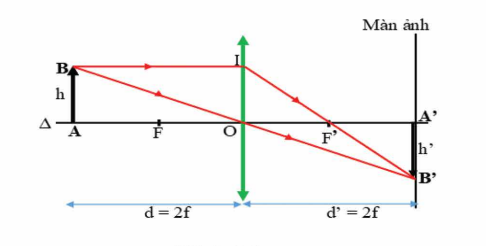 Màn ảnh
B
I
h
Δ
A
F
O
F'
A'
h'
B'
d = 2f
d' = 2f